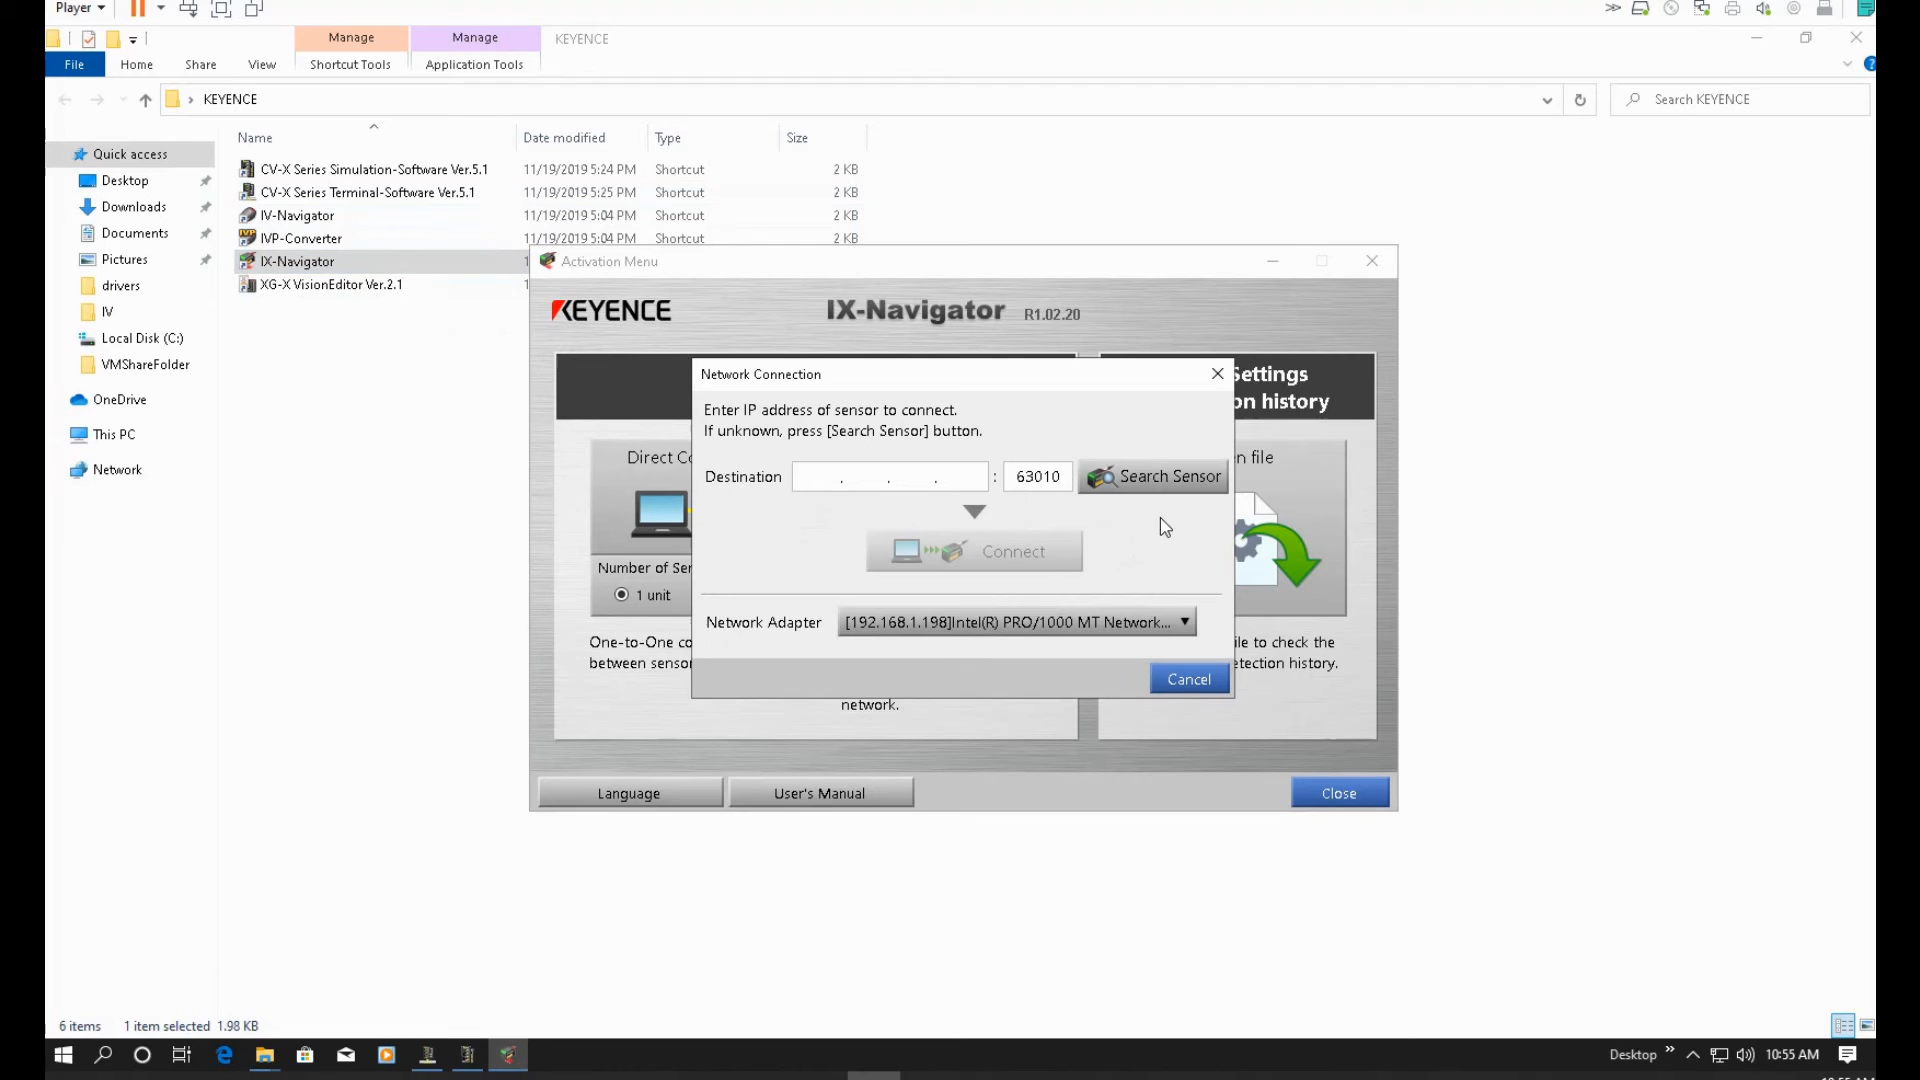 Player
Manage
Manage
KEYENCE
File
Home
Share
View
Shortcut Tools
Application Tools
KEYENCE
Search KEYENCE
Name
Date modified
Type
Size
Quick access
Desktop
Downloads
Documents
Pictures
drivers
IV
Local Disk (C:)
VMShareFolder
OneDrive
This PC
Network
CV-X Series Simulation-Software Ver.5.1 11/19/2019 5:24 PM Shortcut 2 KB
CV-X Series Terminal-Software Ver.5.1 11/19/2019 5:25 PM Shortcut 2 KB
IV-Navigator 11/19/2019 5:04 PM Shortcut 2 KB
IVP-Converter 11/19/2019 5:04 PM Shortcut 2 KB
IX-Navigator 1
XG-X VisionEditor Ver.2.1 1
Activation Menu
KEYENCE
IX-Navigator R1.02.20
Settings
on history
Network Connection
Enter IP address of sensor to connect.
If unknown, press [Search Sensor] button.
Destination . . . : 63010 Search Sensor
Connect
Network Adapter [192.168.1.198]Intel(R) PRO/1000 MT Network...
Cancel
Direct Co
Number of Sen
1 unit
One-to-One co
between senso
network.
n file
ile to check the
etection history.
Language
User's Manual
Close
6 items 1 item selected 1.98 KB
Desktop
10:55 AM